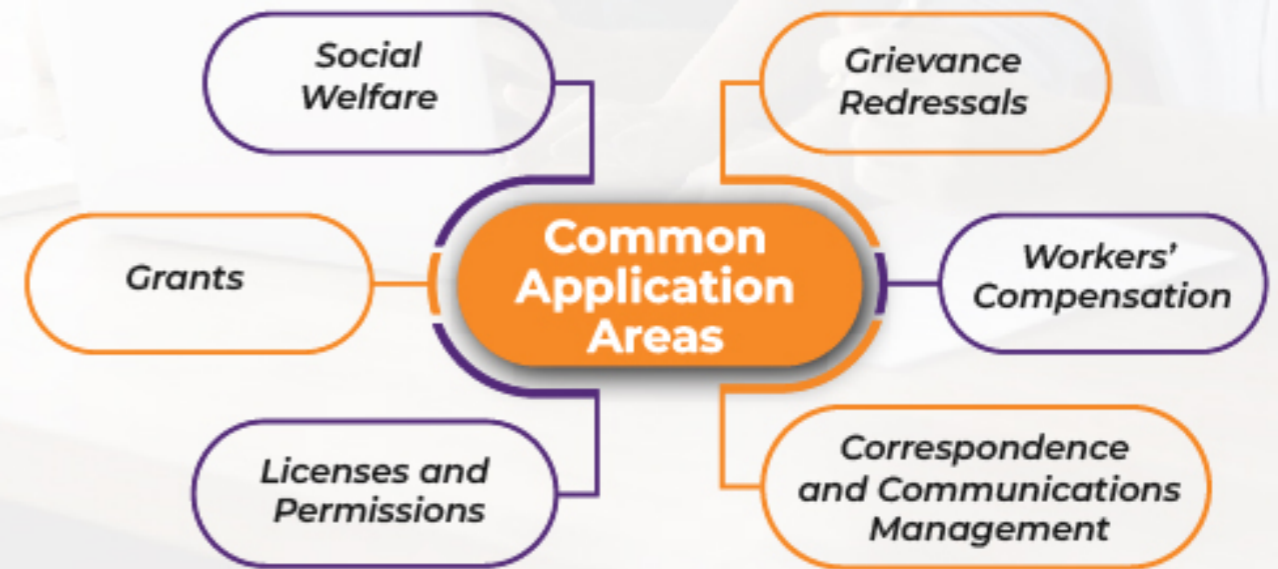 Social
Welfare
Grievance
Redressals
Grants
Common
Application
Areas
Workers’
Compensation
Licenses and
Permissions
Correspondence
and Communications
Management